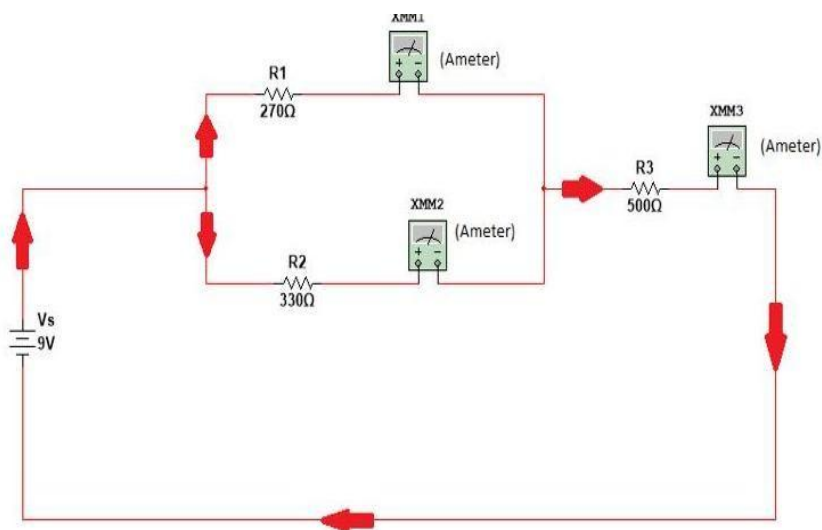 XMM1
(Ameter)
R1
270Ω
XMM3
(Ameter)
R3
500Ω
XMM2
(Ameter)
R2
330Ω
Vs
9V